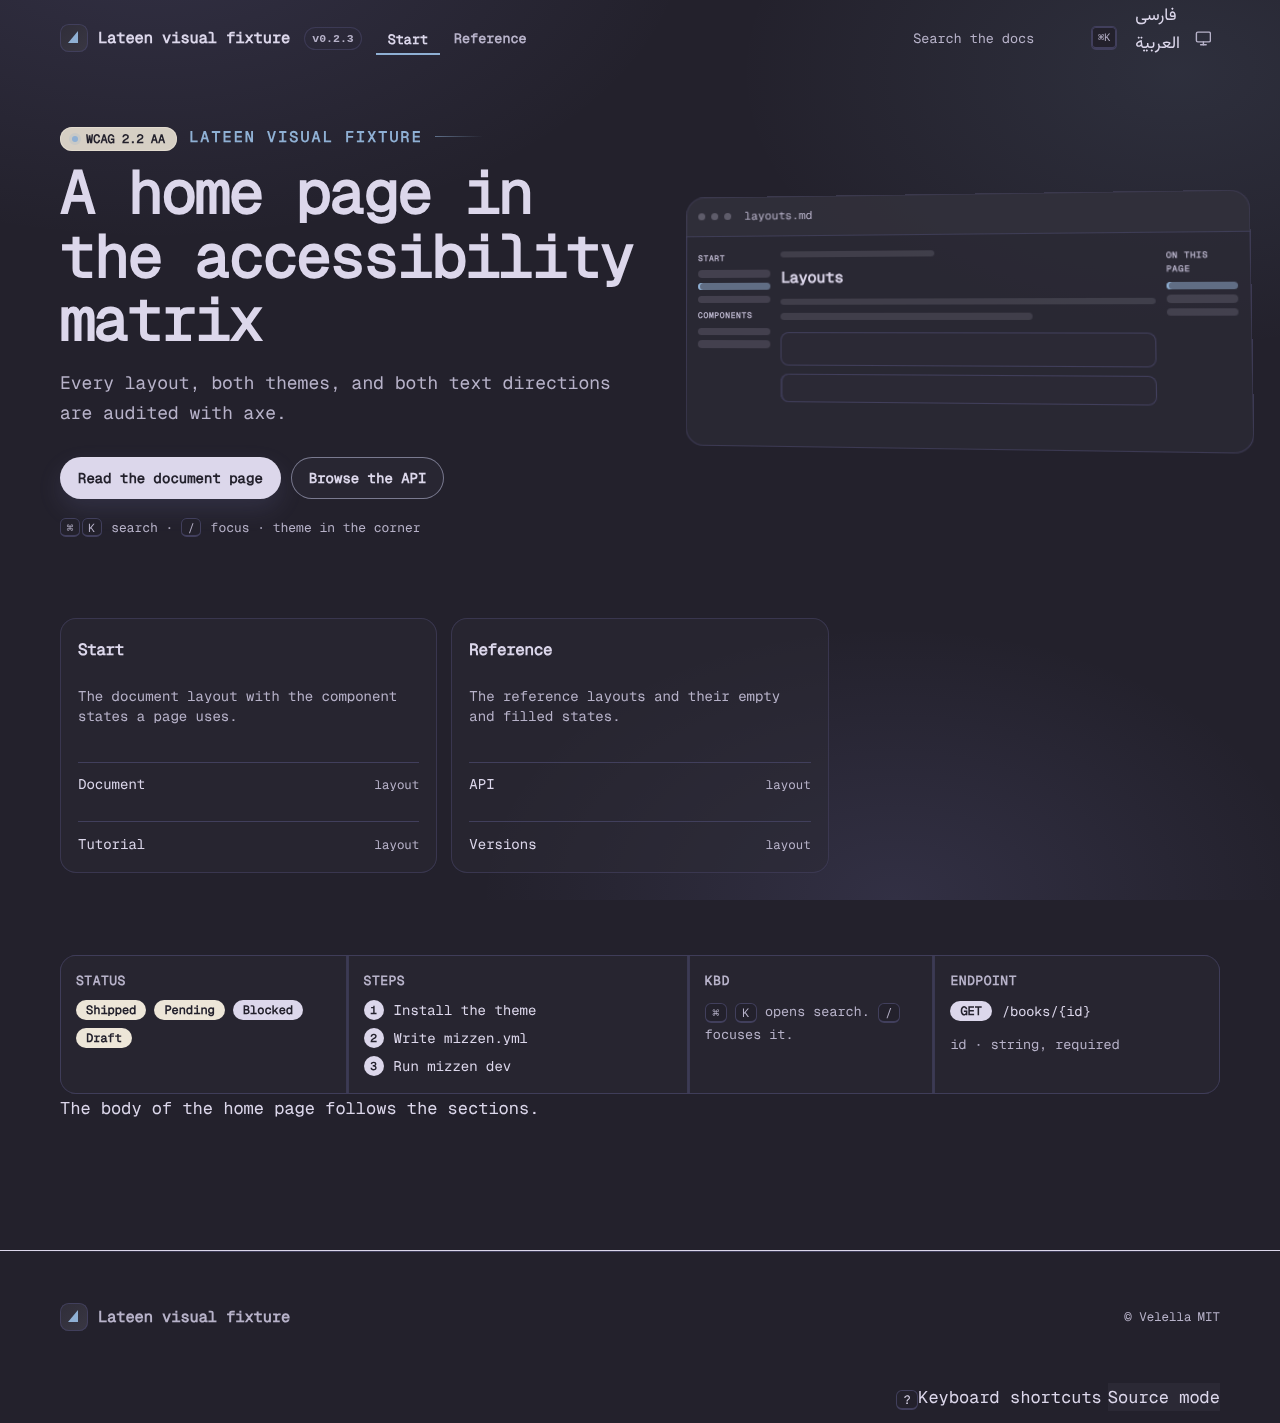 Lateen visual fixture v0.2.3 Start Reference Search the docs ⌘K
فارسی
العربية
WCAG 2.2 AA LATEEN VISUAL FIXTURE
A home page in
the accessibility
matrix
Every layout, both themes, and both text directions
are audited with axe.
Read the document page Browse the API
⌘ K search · / focus · theme in the corner
layouts.md
START
COMPONENTS
Layouts
ON THIS
PAGE
Start
The document layout with the component
states a page uses.
Document layout
Tutorial layout
Reference
The reference layouts and their empty
and filled states.
API layout
Versions layout
STATUS
Shipped Pending Blocked
Draft
STEPS
1 Install the theme
2 Write mizzen.yml
3 Run mizzen dev
KBD
⌘ K opens search. /
focuses it.
ENDPOINT
GET /books/{id}
id · string, required
The body of the home page follows the sections.
Lateen visual fixture © Velella MIT
? Keyboard shortcuts Source mode